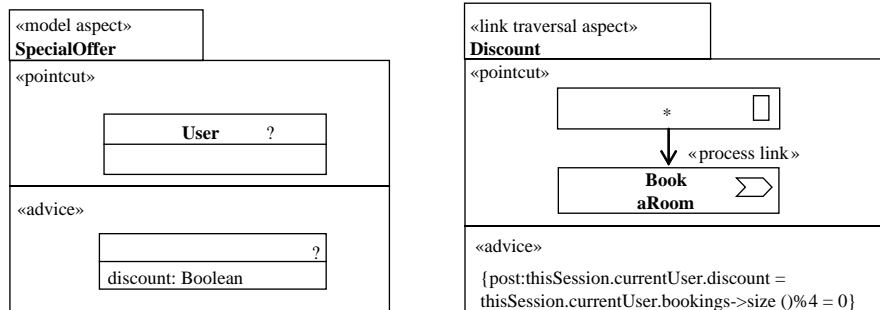 «model aspect»
SpecialOffer
«pointcut»
User ?
«advice»
?
discount: Boolean
«link traversal aspect»
Discount
«pointcut»
*
«process link»
Book
aRoom
«advice»
{post:thisSession.currentUser.discount =
thisSession.currentUser.bookings->size ()%4 = 0}